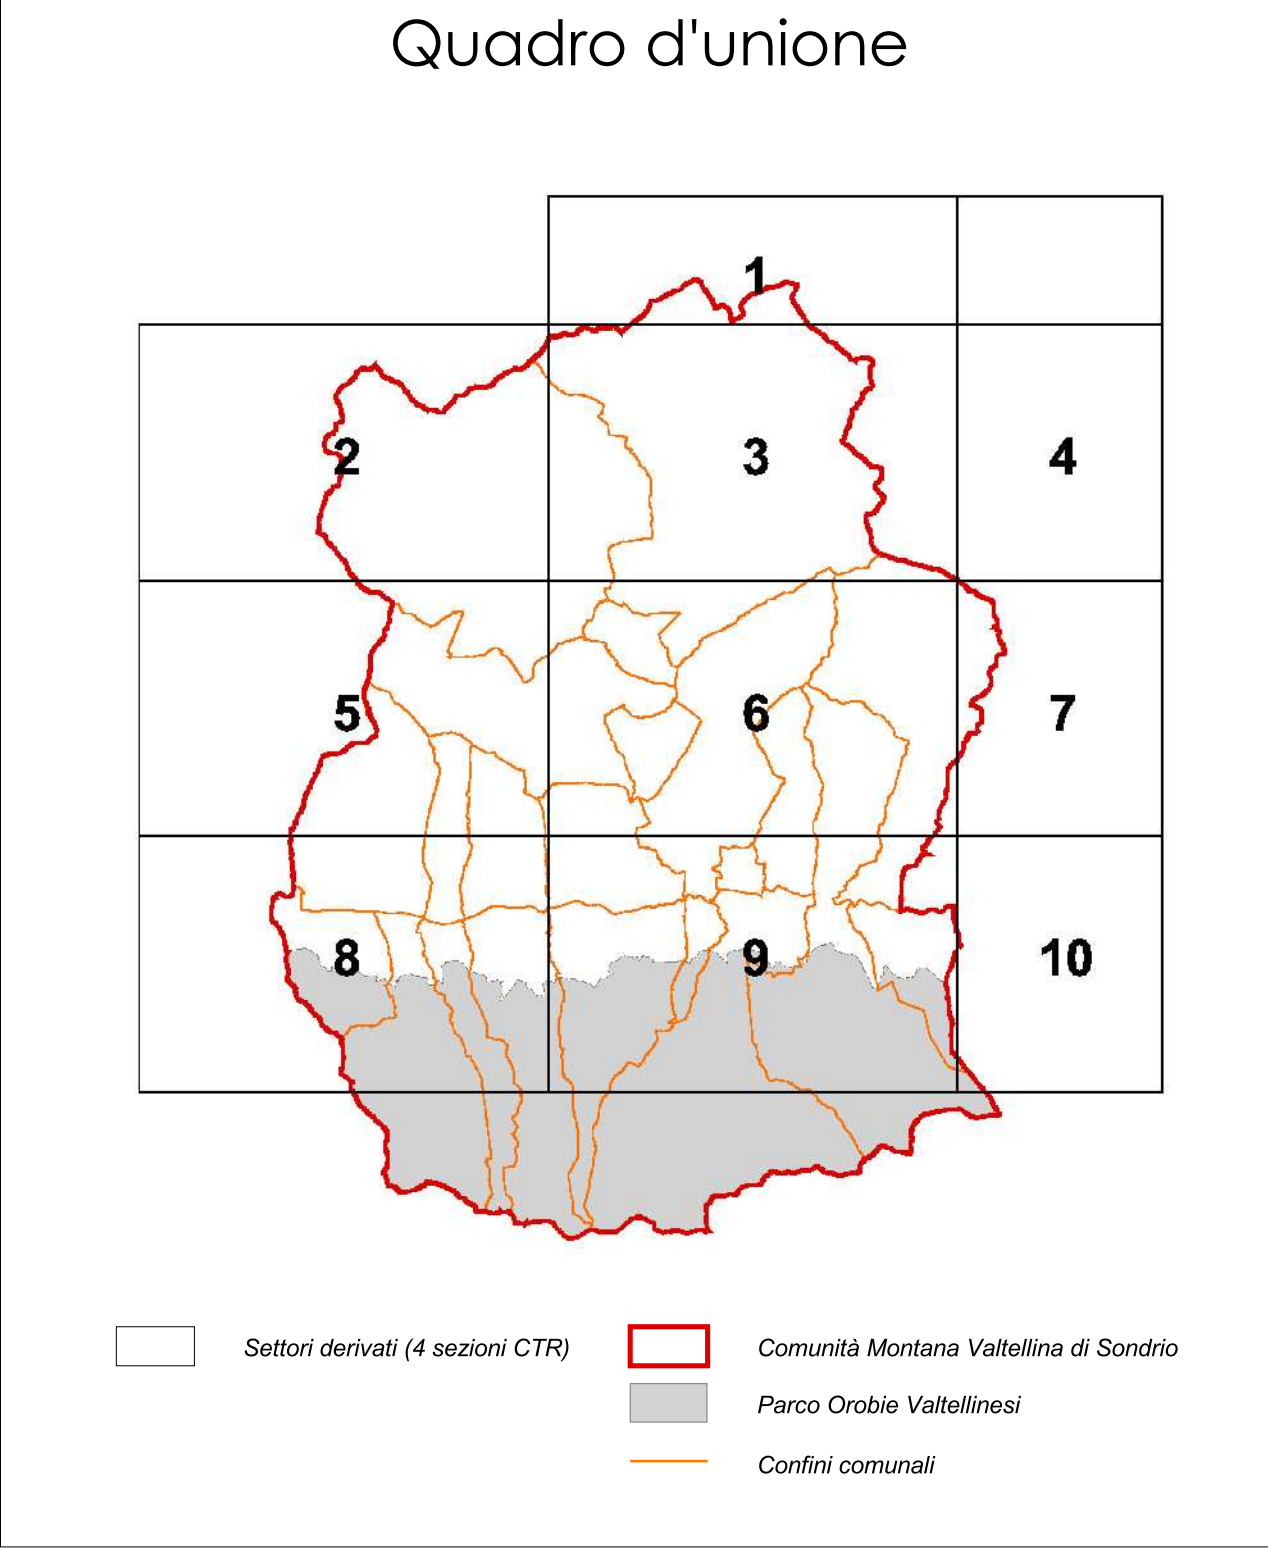 Quadro d'unione
1
2
3
4
5
6
7
8
9
10
Settori derivati (4 sezioni CTR)
Comunità Montana Valtellina di Sondrio
Parco Orobie Valtellinesi
Confini comunali